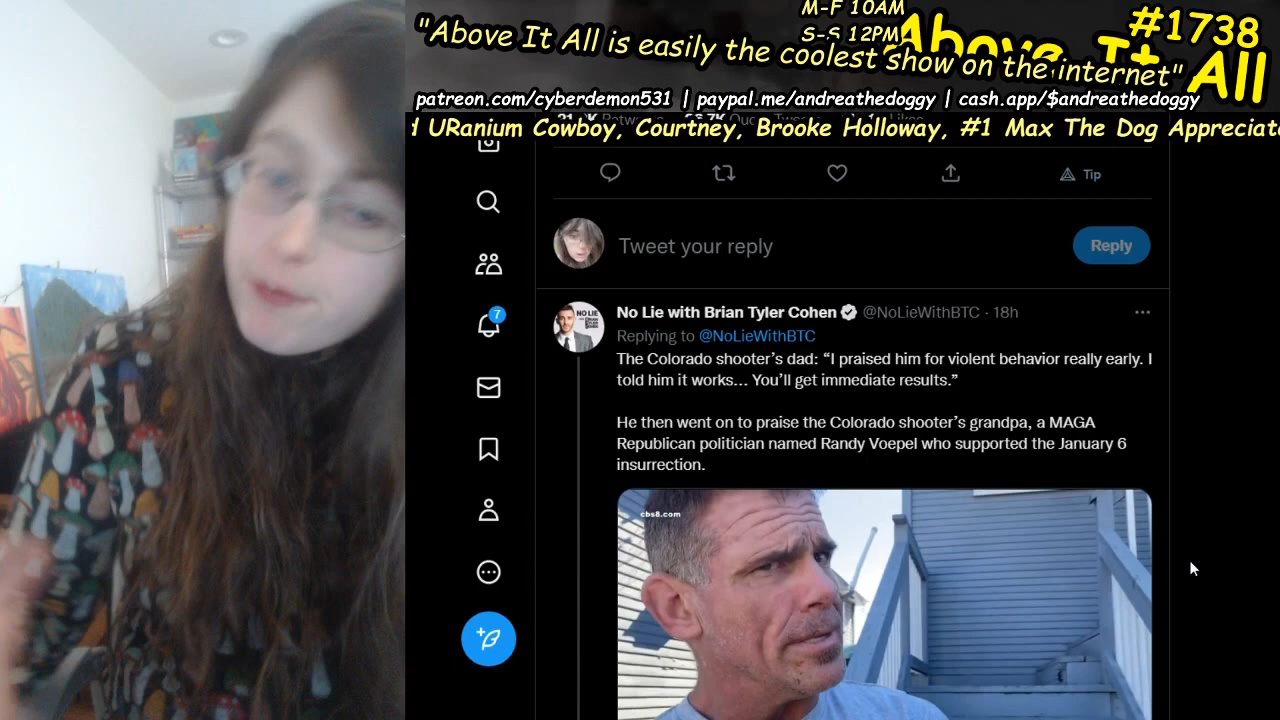 M-F 10AM
S-S 12PM
Above It All
#1738
"Above It All is easily the coolest show on the internet"
patreon.com/cyberdemon531 | paypal.me/andreathedoggy | cash.app/$andreathedoggy
URanium Cowboy, Courtney, Brooke Holloway, #1 Max The Dog
Tip
Tweet your reply
Reply
7
No Lie with Brian Tyler Cohen @NoLieWithBTC · 18h
Replying to @NoLieWithBTC
The Colorado shooter's dad: “I praised him for violent behavior really early. I
told him it works... You'll get immediate results.”
He then went on to praise the Colorado shooter's grandpa, a MAGA
Republican politician named Randy Voepel who supported the January 6
insurrection.
NO LIE
cbs8.com